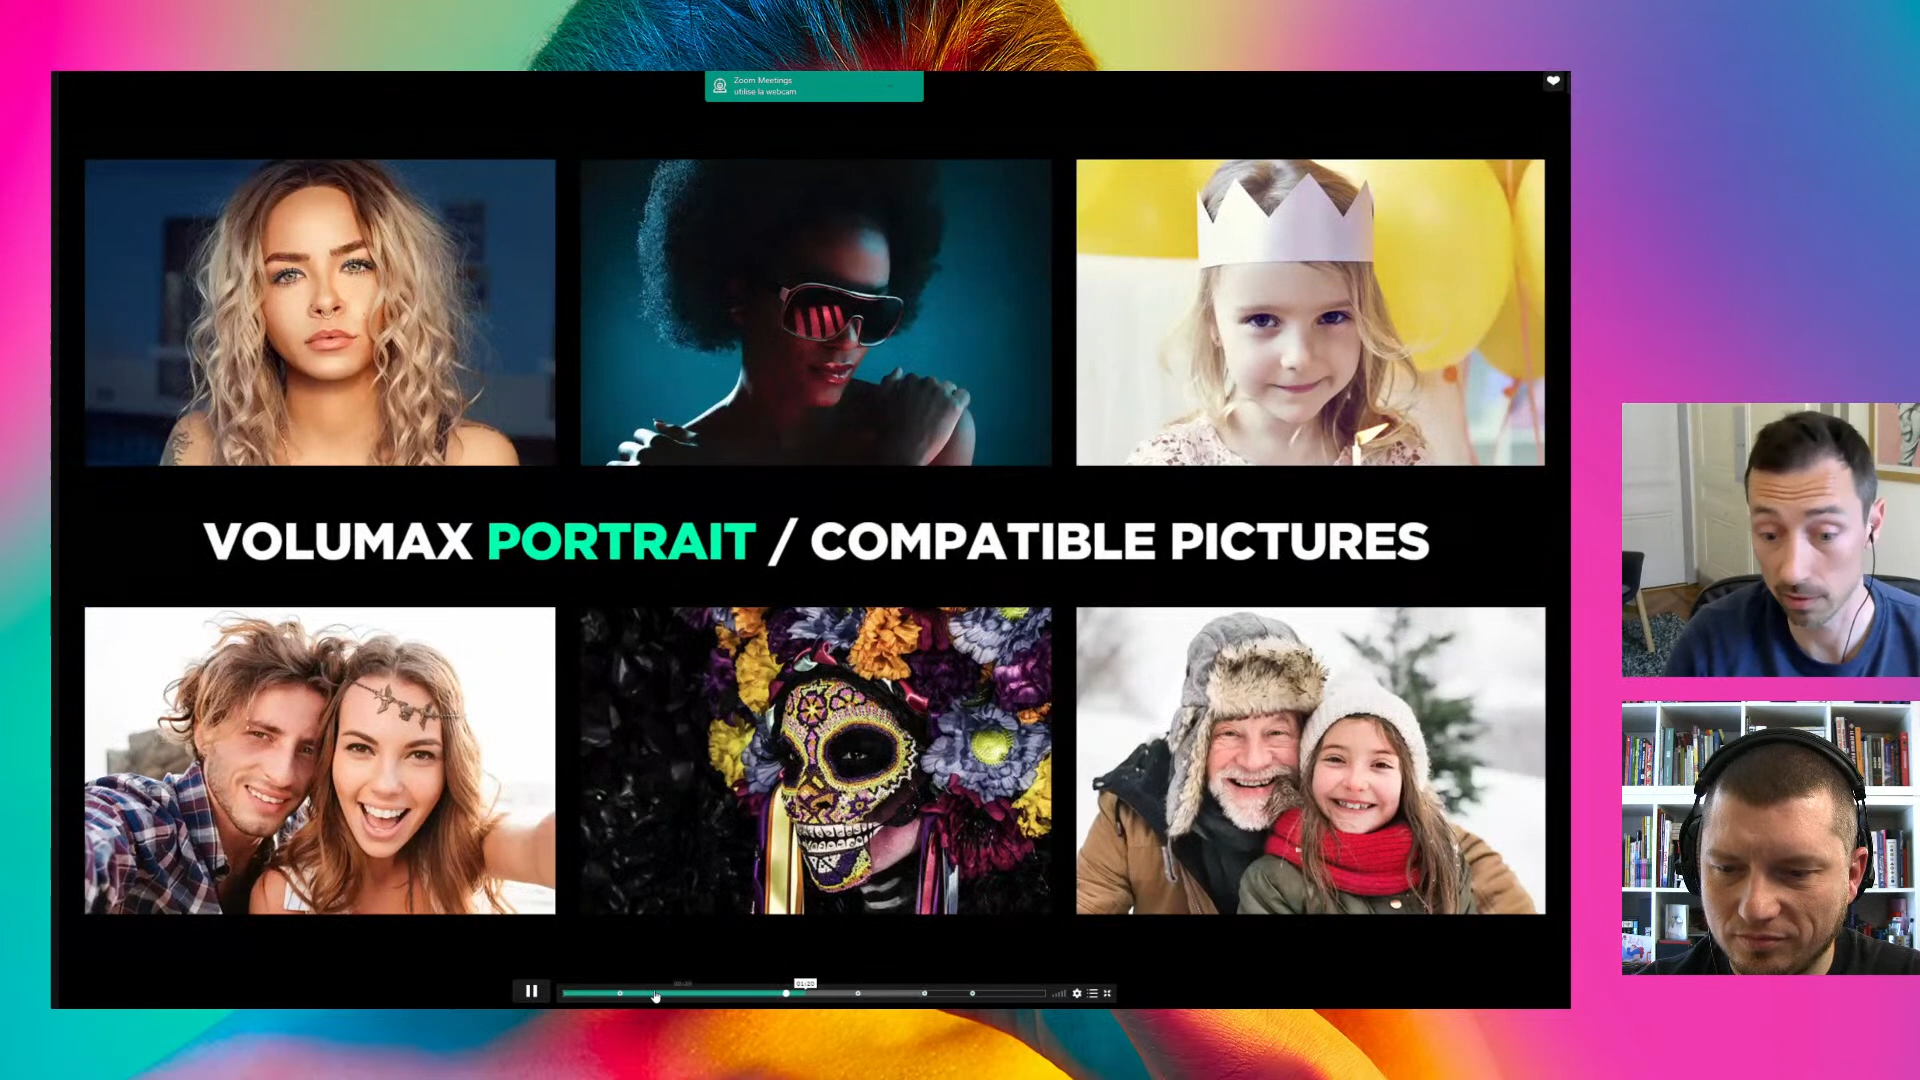 Zoom Meetings
utilise la webcam
VOLUMAX PORTRAIT / COMPATIBLE PICTURES
01:20